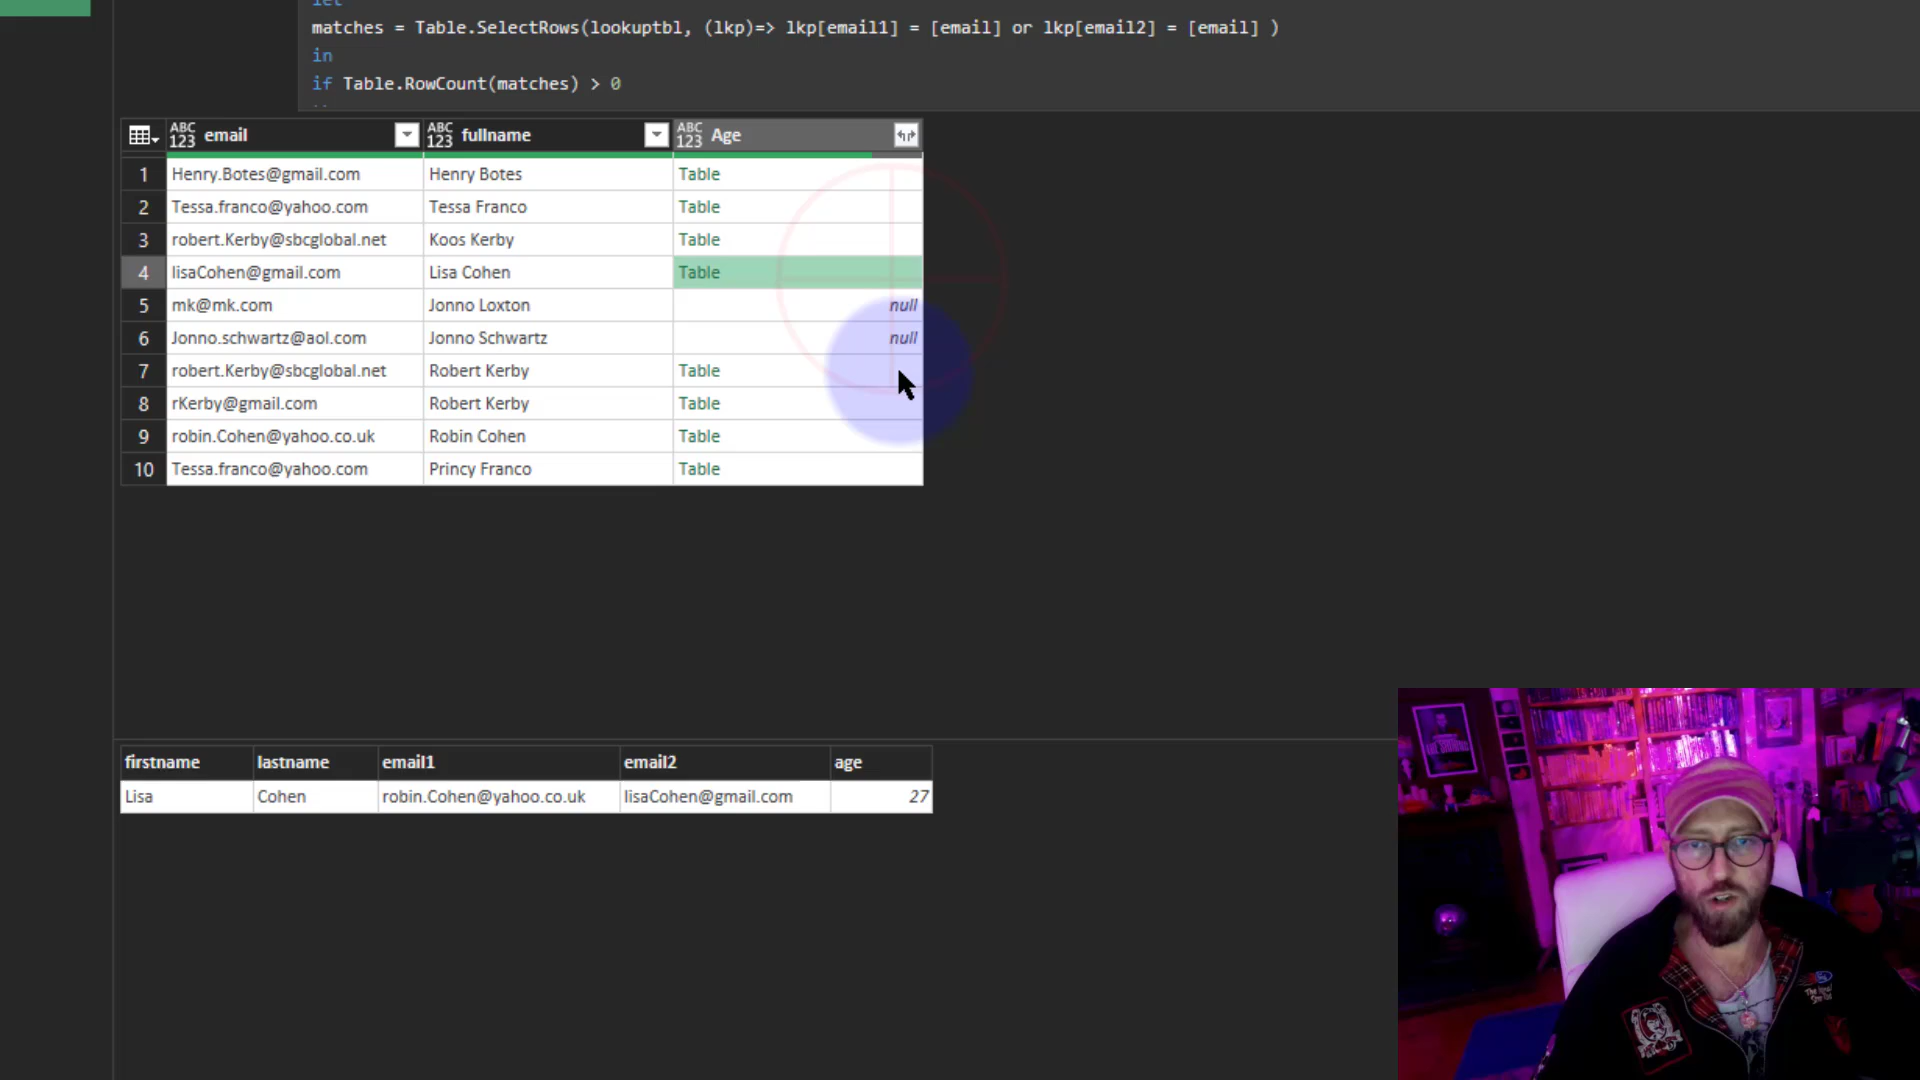 let
matches = Table.SelectRows(lookuptbl, (lkp)=> lkp[email1] = [email] or lkp[email2] = [email] )
in
if Table.RowCount(matches) > 0
ABC 123 email ABC 123 fullname ABC 123 Age
1 Henry.Botes@gmail.com Henry Botes Table
2 Tessa.franco@yahoo.com Tessa Franco Table
3 robert.Kerby@sbcglobal.net Koos Kerby Table
4 lisaCohen@gmail.com Lisa Cohen Table
5 mk@mk.com Jonno Loxton null
6 Jonno.schwartz@aol.com Jonno Schwartz null
7 robert.Kerby@sbcglobal.net Robert Kerby Table
8 rKerby@gmail.com Robert Kerby Table
9 robin.Cohen@yahoo.co.uk Robin Cohen Table
10 Tessa.franco@yahoo.com Princy Franco Table
firstname lastname email1 email2 age
Lisa Cohen robin.Cohen@yahoo.co.uk lisaCohen@gmail.com 27